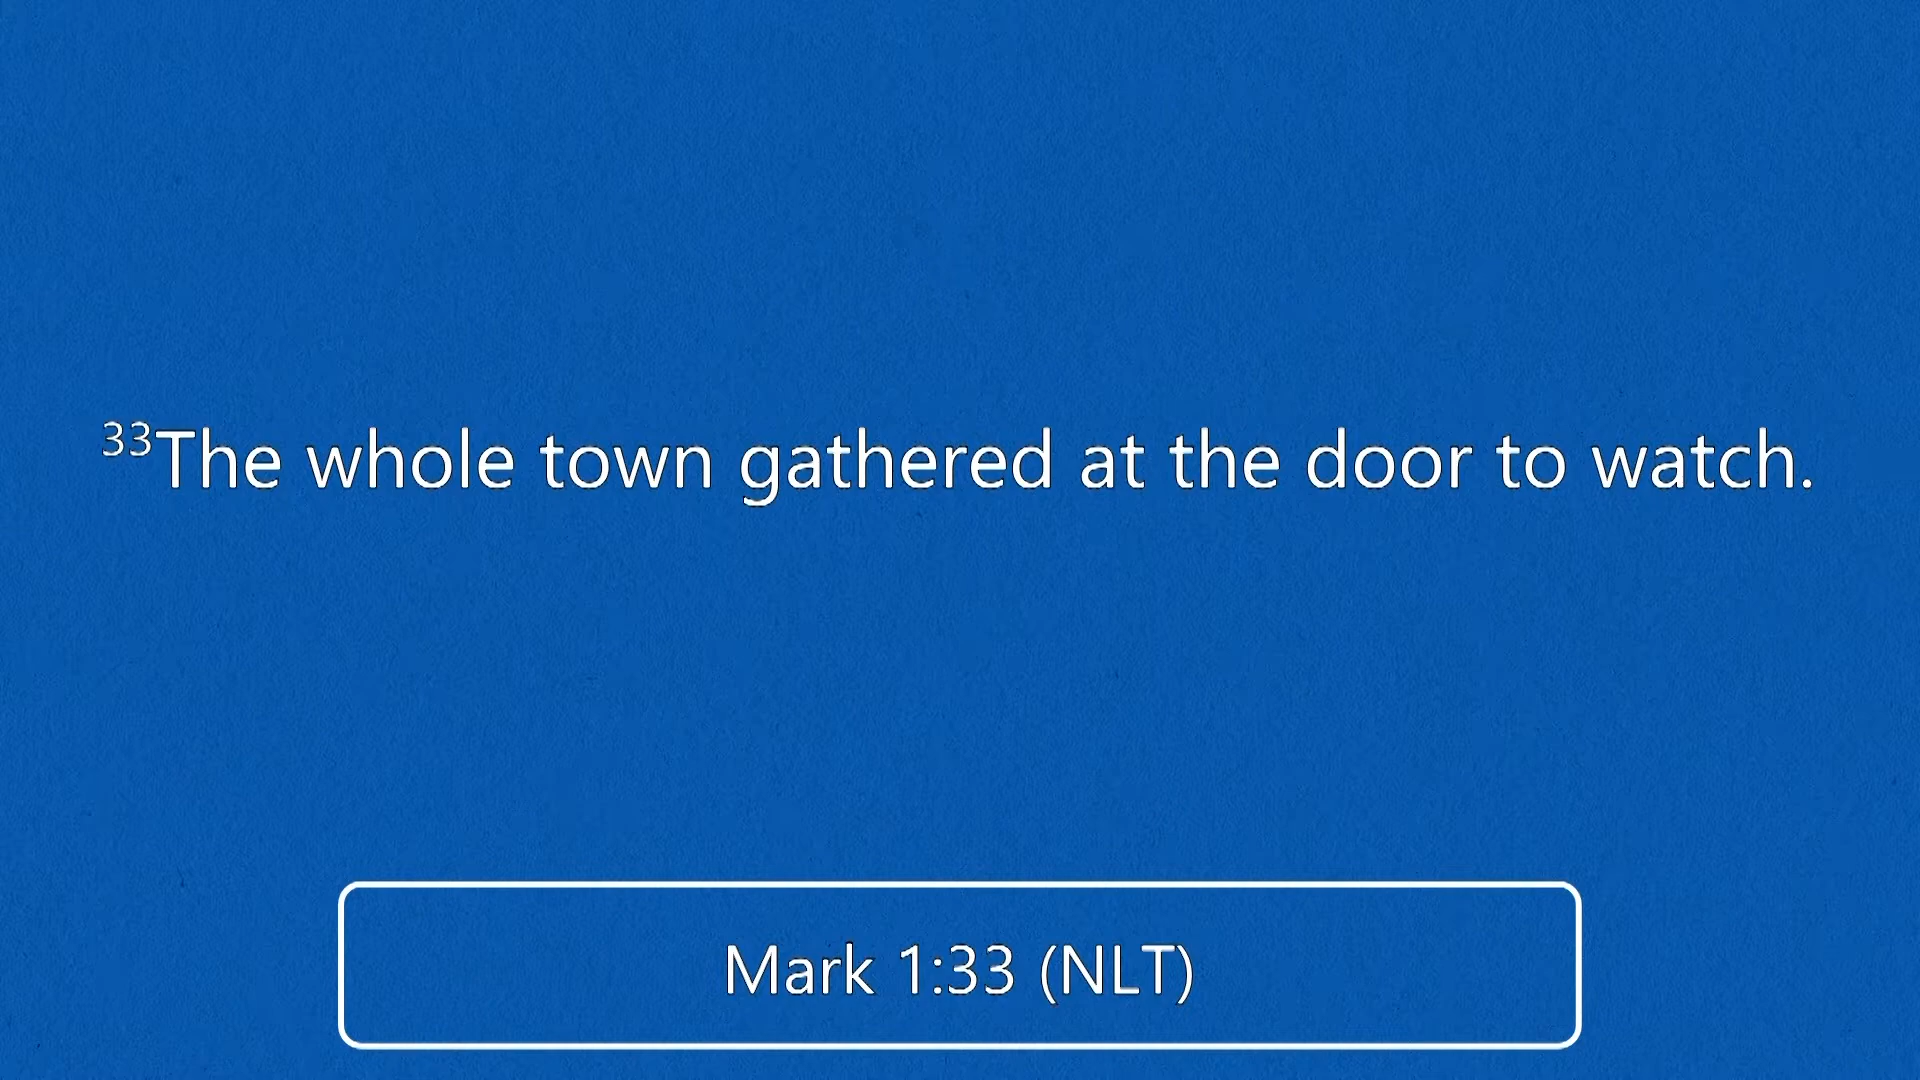 ³³The whole town gathered at the door to watch.
Mark 1:33 (NLT)